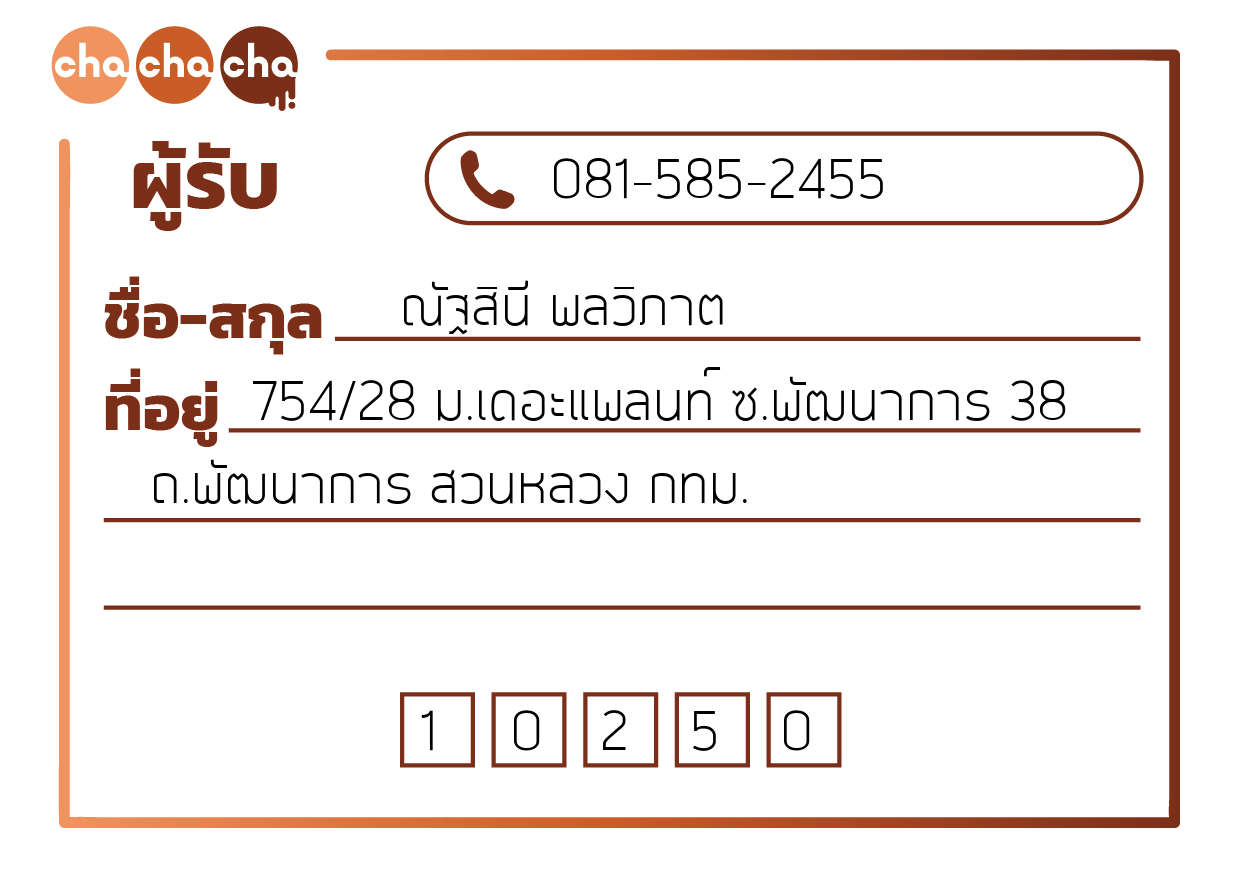 cha cha cha
ผู้รับ 081-585-2455
ชื่อ-สกุล ณัฐสินี พลวิภาต
ที่อยู่ 754/28 ม.เดอะแพลนท์ ซ.พัฒนาการ 38
ถ.พัฒนาการ สวนหลวง กทม.
1 0 2 5 0